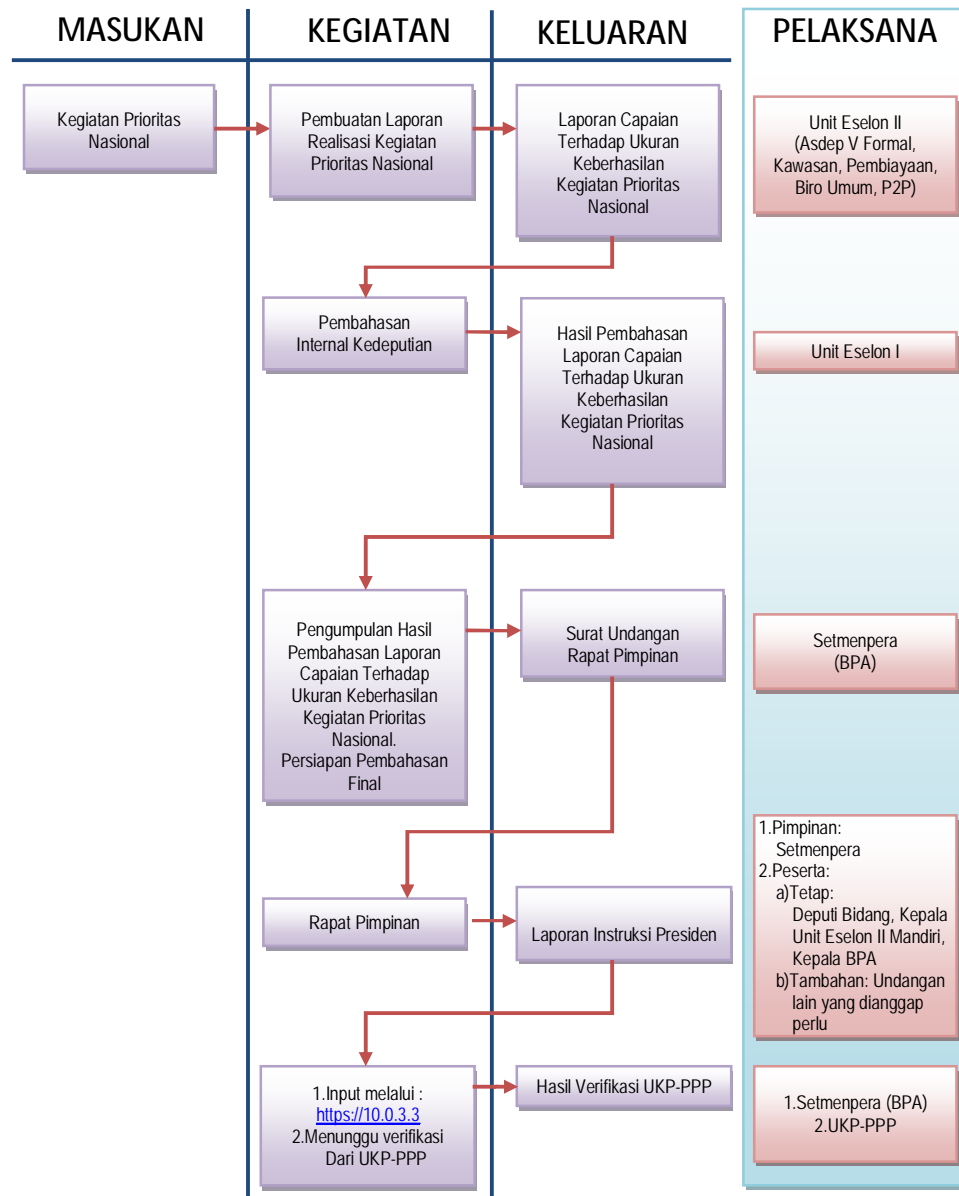 MASUKAN
KEGIATAN
KELUARAN
PELAKSANA
Kegiatan Prioritas
Nasional
Pembuatan Laporan
Realisasi Kegiatan
Prioritas Nasional
Laporan Capaian
Terhadap Ukuran
Keberhasilan
Kegiatan Prioritas
Nasional
Unit Eselon II
(Asdep V Formal,
Kawasan, Pembiayaan,
Biro Umum, P2P)
Pembahasan
Internal Kedeputian
Hasil Pembahasan
Laporan Capaian
Terhadap Ukuran
Keberhasilan
Kegiatan Prioritas
Nasional
Unit Eselon I
Pengumpulan Hasil
Pembahasan Laporan
Capaian Terhadap
Ukuran Keberhasilan
Kegiatan Prioritas
Nasional.
Persiapan Pembahasan
Final
Surat Undangan
Rapat Pimpinan
Setmenpera
(BPA)
Rapat Pimpinan
Laporan Instruksi Presiden
1.Pimpinan:
Setmenpera
2.Peserta:
a)Tetap:
Deputi Bidang, Kepala
Unit Eselon II Mandiri,
Kepala BPA
b)Tambahan: Undangan
lain yang dianggap
perlu
1.Input melalui :
https://10.0.3.3
2.Menunggu verifikasi
Dari UKP-PPP
Hasil Verifikasi UKP-PPP
1.Setmenpera (BPA)
2.UKP-PPP